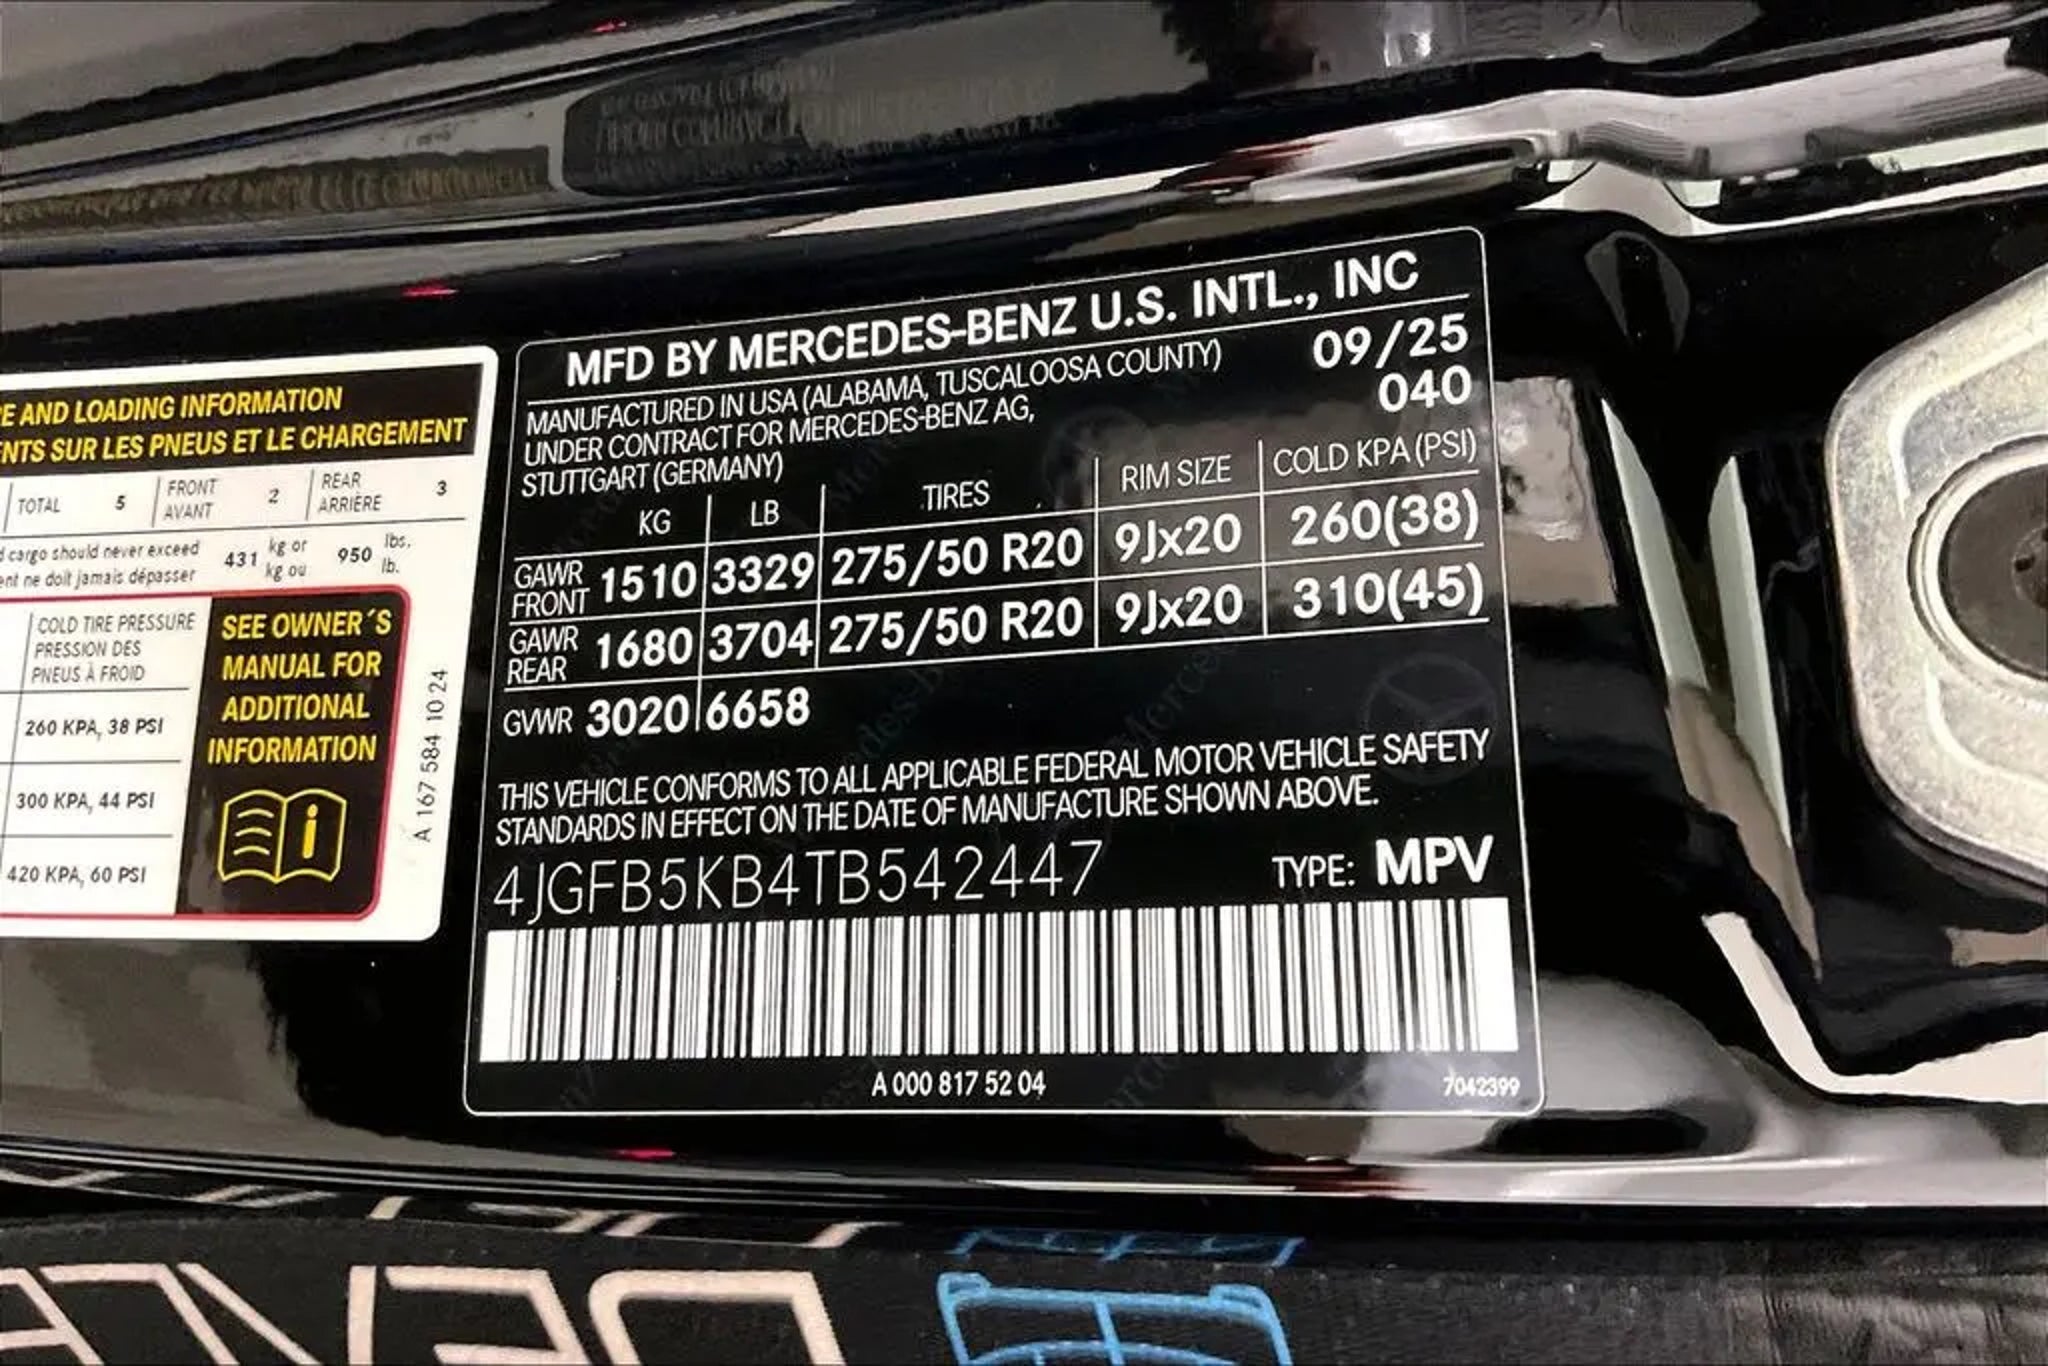 E AND LOADING INFORMATION
NTS SUR LES PNEUS ET LE CHARGEMENT
TOTAL 5 FRONT AVANT 2 REAR ARRIÈRE 3
cargo should never exceed
ent ne doit jamais dépasser
431 kg or kg ou 950 lbs. lb.
COLD TIRE PRESSURE
PRESSION DES
PNEUS À FROID
260 KPA, 38 PSI
300 KPA, 44 PSI
420 KPA, 60 PSI
SEE OWNER´S
MANUAL FOR
ADDITIONAL
INFORMATION
i
A 167 584 10 24
MFD BY MERCEDES-BENZ U.S. INTL., INC
MANUFACTURED IN USA (ALABAMA, TUSCALOOSA COUNTY) 09/25
UNDER CONTRACT FOR MERCEDES-BENZ AG, 040
STUTTGART (GERMANY)
KG LB TIRES RIM SIZE COLD KPA (PSI)
GAWR FRONT 1510 3329 275/50 R20 9Jx20 260(38)
GAWR REAR 1680 3704 275/50 R20 9Jx20 310(45)
GVWR 3020 6658
THIS VEHICLE CONFORMS TO ALL APPLICABLE FEDERAL MOTOR VEHICLE SAFETY
STANDARDS IN EFFECT ON THE DATE OF MANUFACTURE SHOWN ABOVE.
4JGFB5KB4TB542447 TYPE: MPV
A 000 817 52 04 7042399